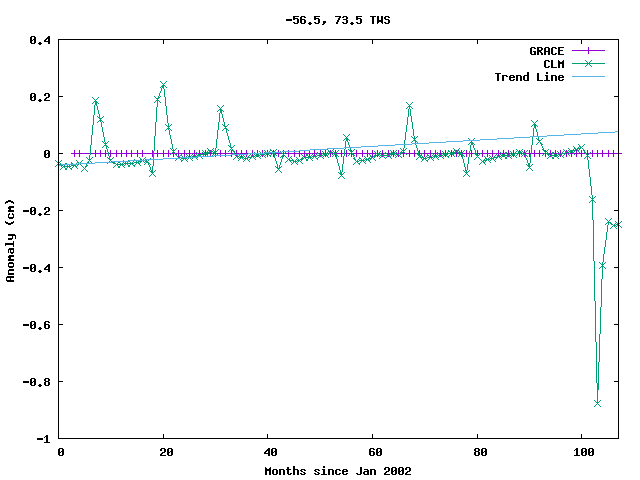 -56.5, 73.5 TWS
GRACE
CLM
Trend Line
0.4
0.2
0
-0.2
-0.4
-0.6
-0.8
-1
Anomaly (cm)
0 20 40 60 80 100
Months since Jan 2002